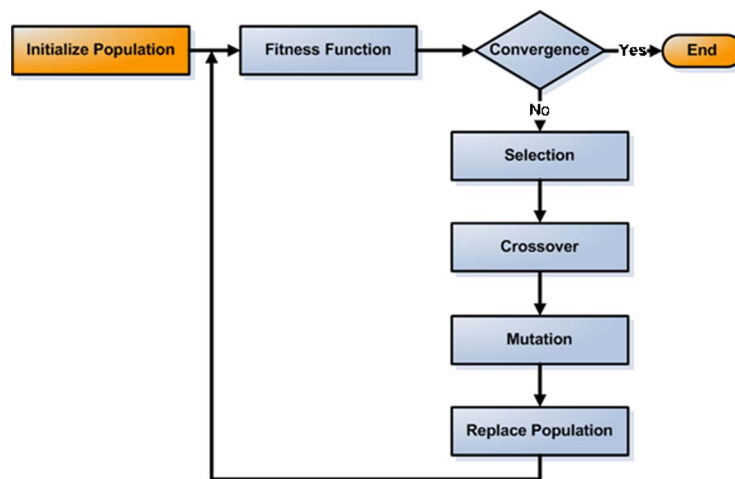 Initialize Population
Fitness Function
Convergence
Yes
End
No
Selection
Crossover
Mutation
Replace Population